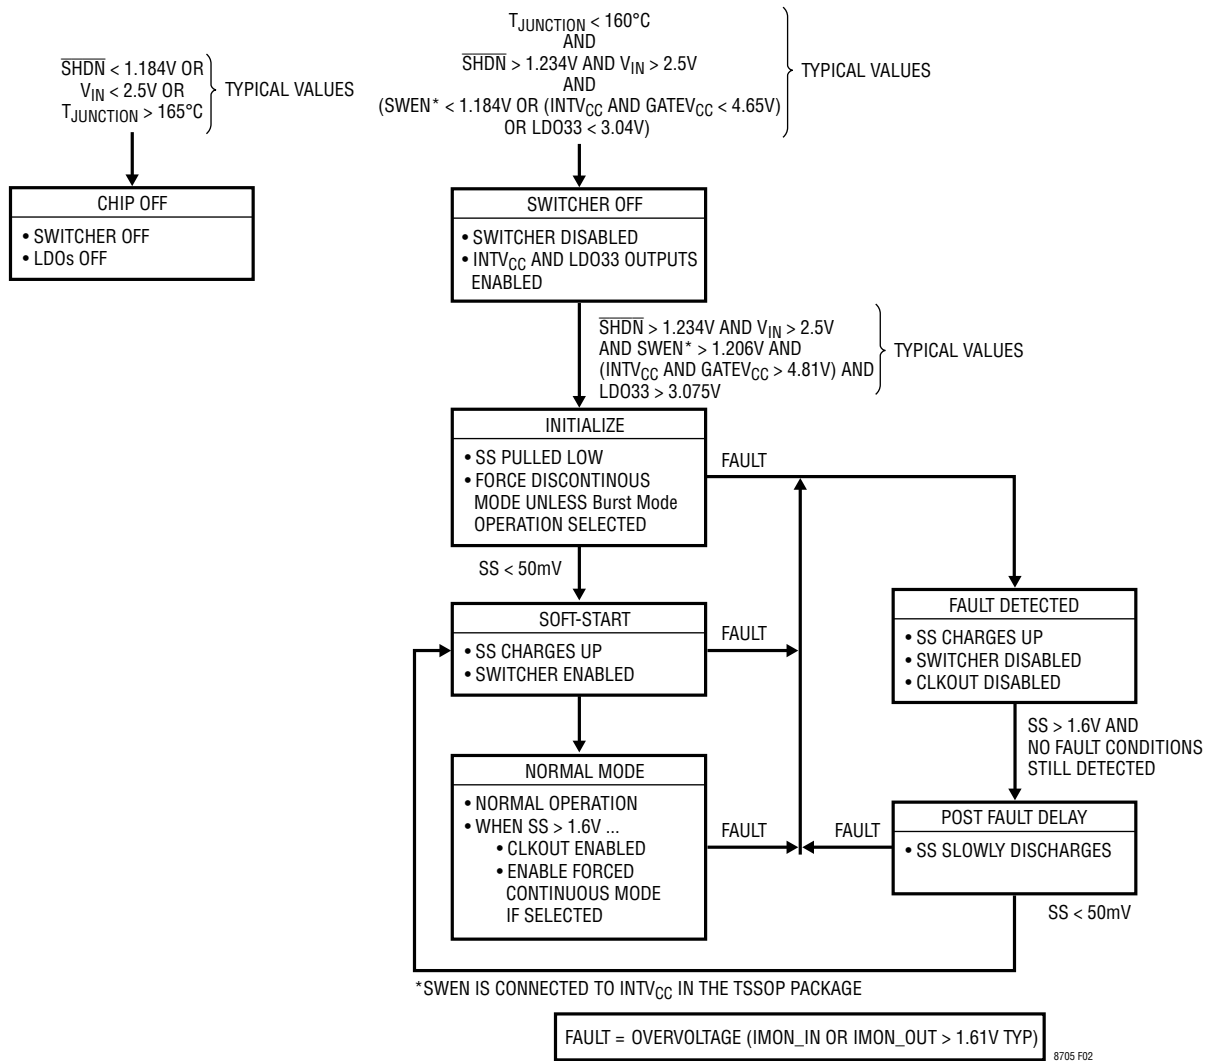 SHDN < 1.184V OR
VIN < 2.5V OR
TJUNCTION > 165°C
TYPICAL VALUES
TJUNCTION < 160°C
AND
SHDN > 1.234V AND VIN > 2.5V
AND
(SWEN* < 1.184V OR (INTVCC AND GATEVCC < 4.65V)
OR LDO33 < 3.04V)
TYPICAL VALUES
CHIP OFF
• SWITCHER OFF
• LDOs OFF
SWITCHER OFF
• SWITCHER DISABLED
• INTVCC AND LDO33 OUTPUTS
ENABLED
SHDN > 1.234V AND VIN > 2.5V
AND SWEN* > 1.206V AND
(INTVCC AND GATEVCC > 4.81V) AND
LDO33 > 3.075V
TYPICAL VALUES
INITIALIZE
• SS PULLED LOW
• FORCE DISCONTINOUS
MODE UNLESS Burst Mode
OPERATION SELECTED
FAULT
SS < 50mV
SOFT-START
• SS CHARGES UP
• SWITCHER ENABLED
FAULT
FAULT DETECTED
• SS CHARGES UP
• SWITCHER DISABLED
• CLKOUT DISABLED
SS > 1.6V AND
NO FAULT CONDITIONS
STILL DETECTED
NORMAL MODE
• NORMAL OPERATION
• WHEN SS > 1.6V ...
• CLKOUT ENABLED
• ENABLE FORCED
CONTINUOUS MODE
IF SELECTED
FAULT
FAULT
POST FAULT DELAY
• SS SLOWLY DISCHARGES
SS < 50mV
*SWEN IS CONNECTED TO INTVCC IN THE TSSOP PACKAGE
FAULT = OVERVOLTAGE (IMON_IN OR IMON_OUT > 1.61V TYP)
8705 F02